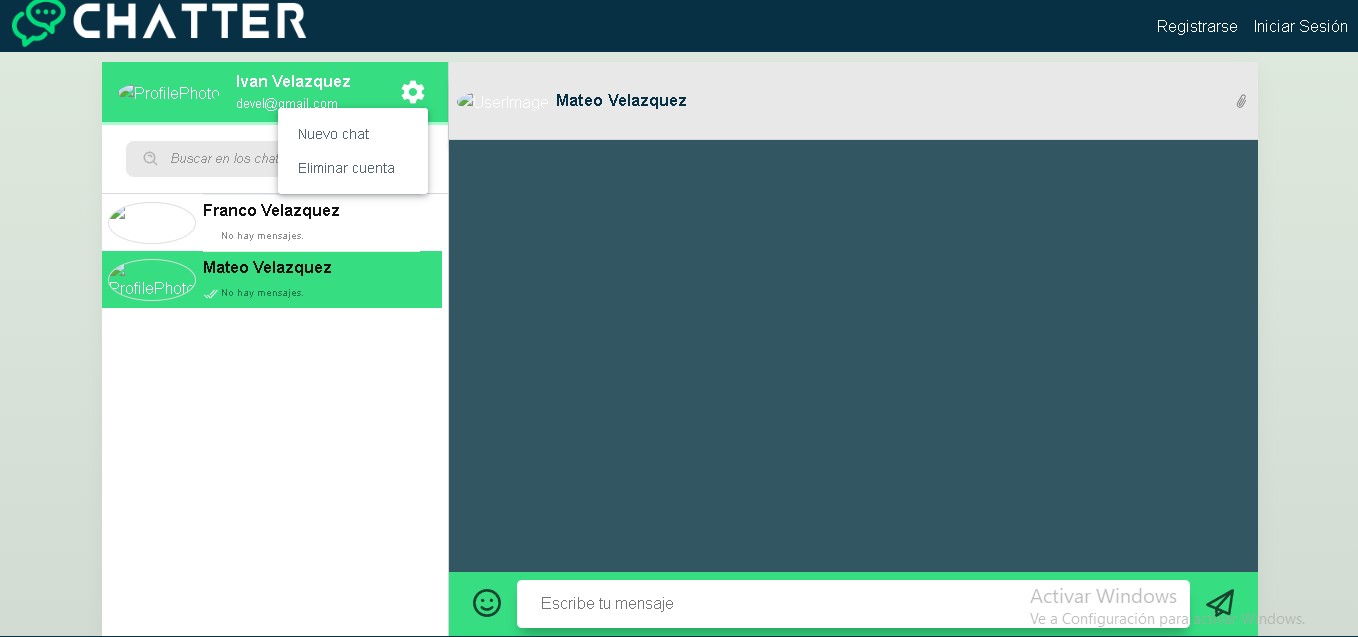 CHATTER
Registrarse Iniciar Sesión
ProfilePhoto
Ivan Velazquez
devel@gmail.com
Nuevo chat
Eliminar cuenta
Buscar en los chat
Franco Velazquez
No hay mensajes.
ProfilePhoto
Mateo Velazquez
No hay mensajes.
UserImage Mateo Velazquez
Escribe tu mensaje
Activar Windows
Ve a Configuración para activar Windows.